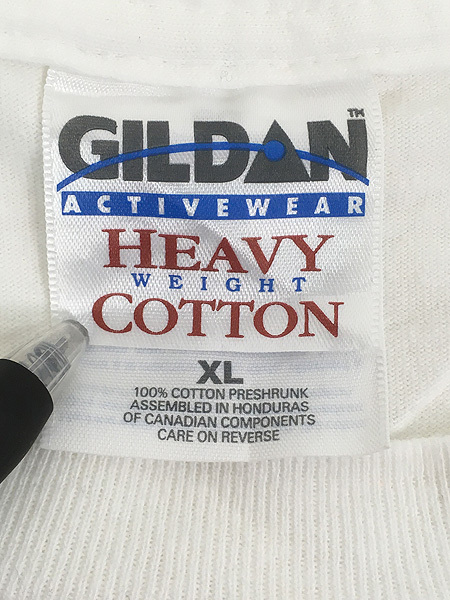 GILDAN™
ACTIVEWEAR
HEAVY
WEIGHT
COTTON
XL
100% COTTON PRESHRUNK
ASSEMBLED IN HONDURAS
OF CANADIAN COMPONENTS
CARE ON REVERSE